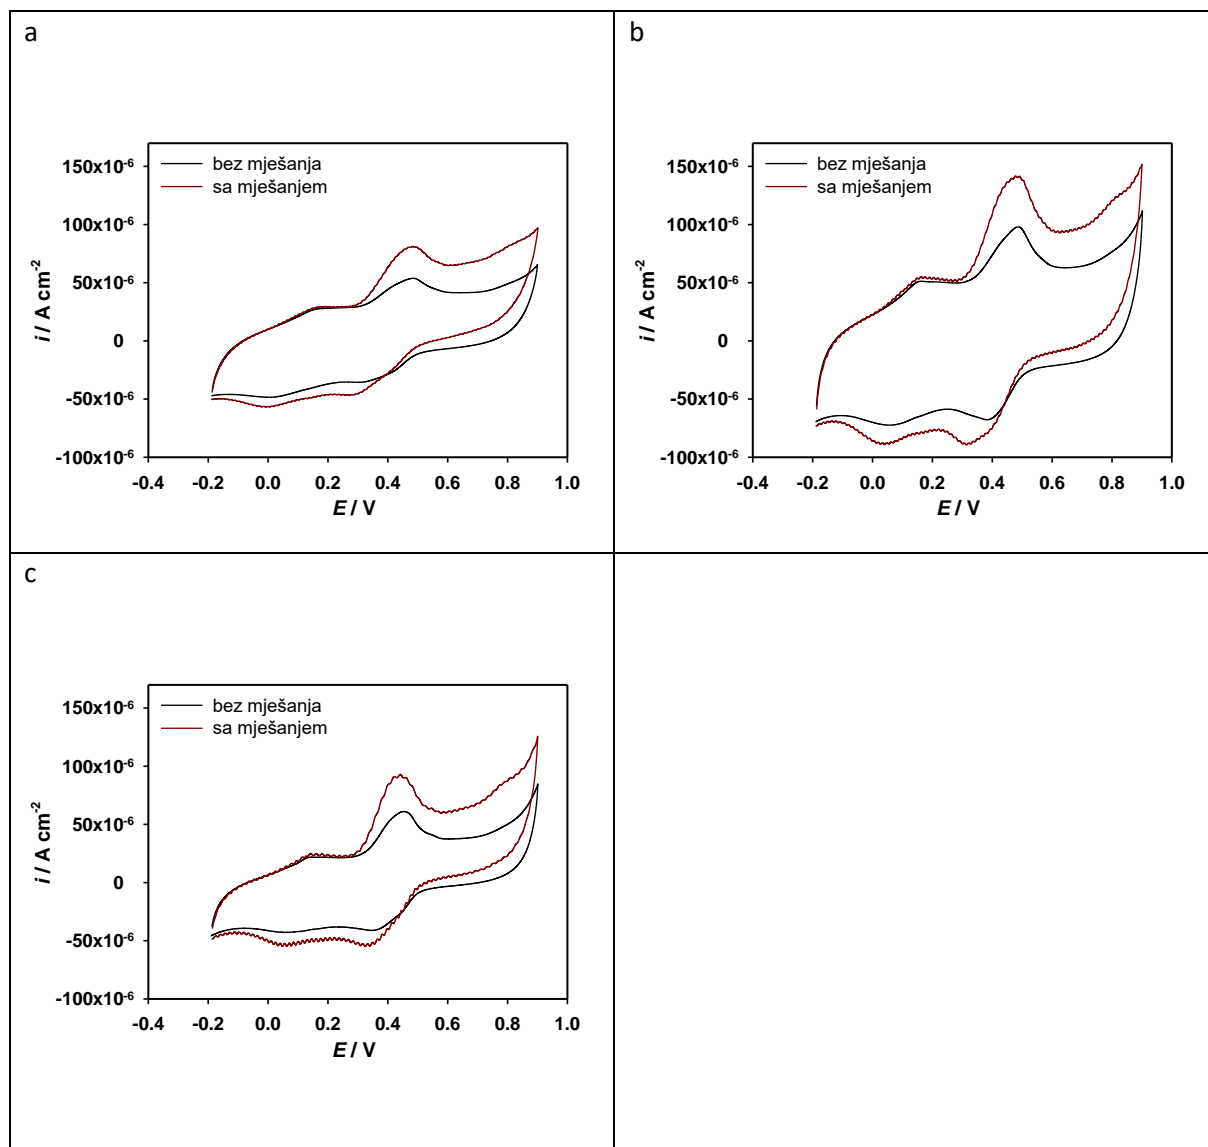 a
150x10-6
100x10-6
50x10-6
0
-50x10-6
-100x10-6
i / A cm-2
bez mješanja
sa mješanjem
-0.4 -0.2 0.0 0.2 0.4 0.6 0.8 1.0
E / V
b
150x10-6
100x10-6
50x10-6
0
-50x10-6
-100x10-6
i / A cm-2
bez mješanja
sa mješanjem
-0.4 -0.2 0.0 0.2 0.4 0.6 0.8 1.0
E / V
c
150x10-6
100x10-6
50x10-6
0
-50x10-6
-100x10-6
i / A cm-2
bez mješanja
sa mješanjem
-0.4 -0.2 0.0 0.2 0.4 0.6 0.8 1.0
E / V